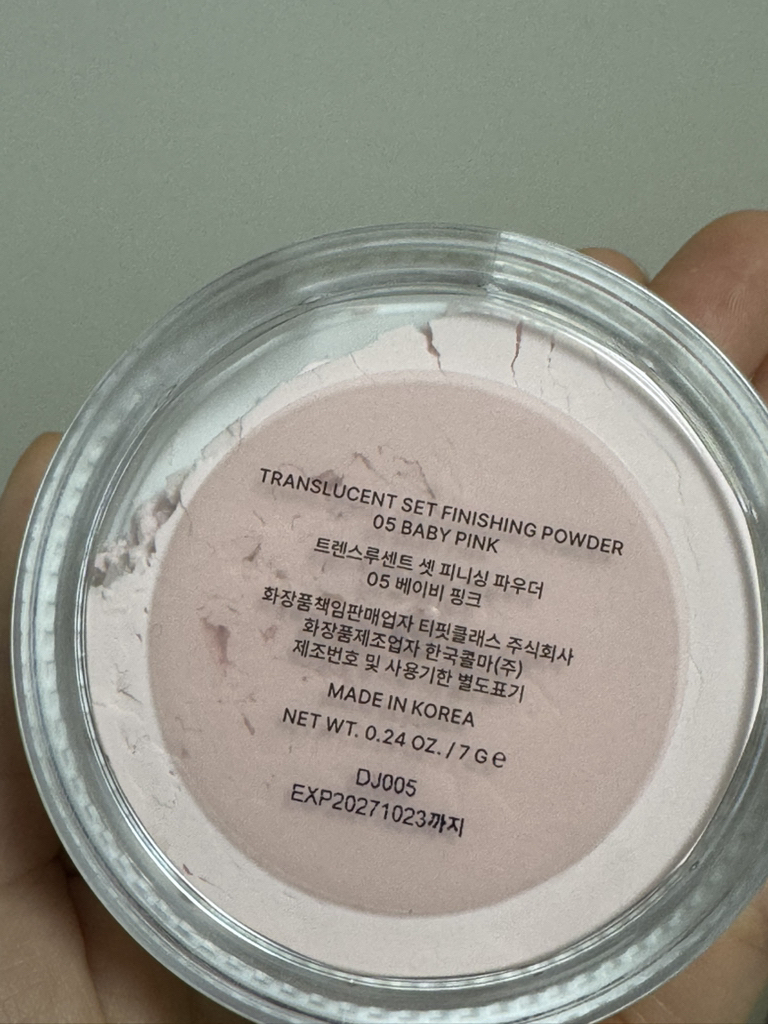 TRANSLUCENT SET FINISHING POWDER
05 BABY PINK
트렌스루센트 셋 피니싱 파우더
05 베이비 핑크
화장품책임판매업자 티핏클래스 주식회사
화장품제조업자 한국콜마(주)
제조번호 및 사용기한 별도표기
MADE IN KOREA
NET WT. 0.24 OZ. / 7 G ℮
DJ005
EXP20271023까지